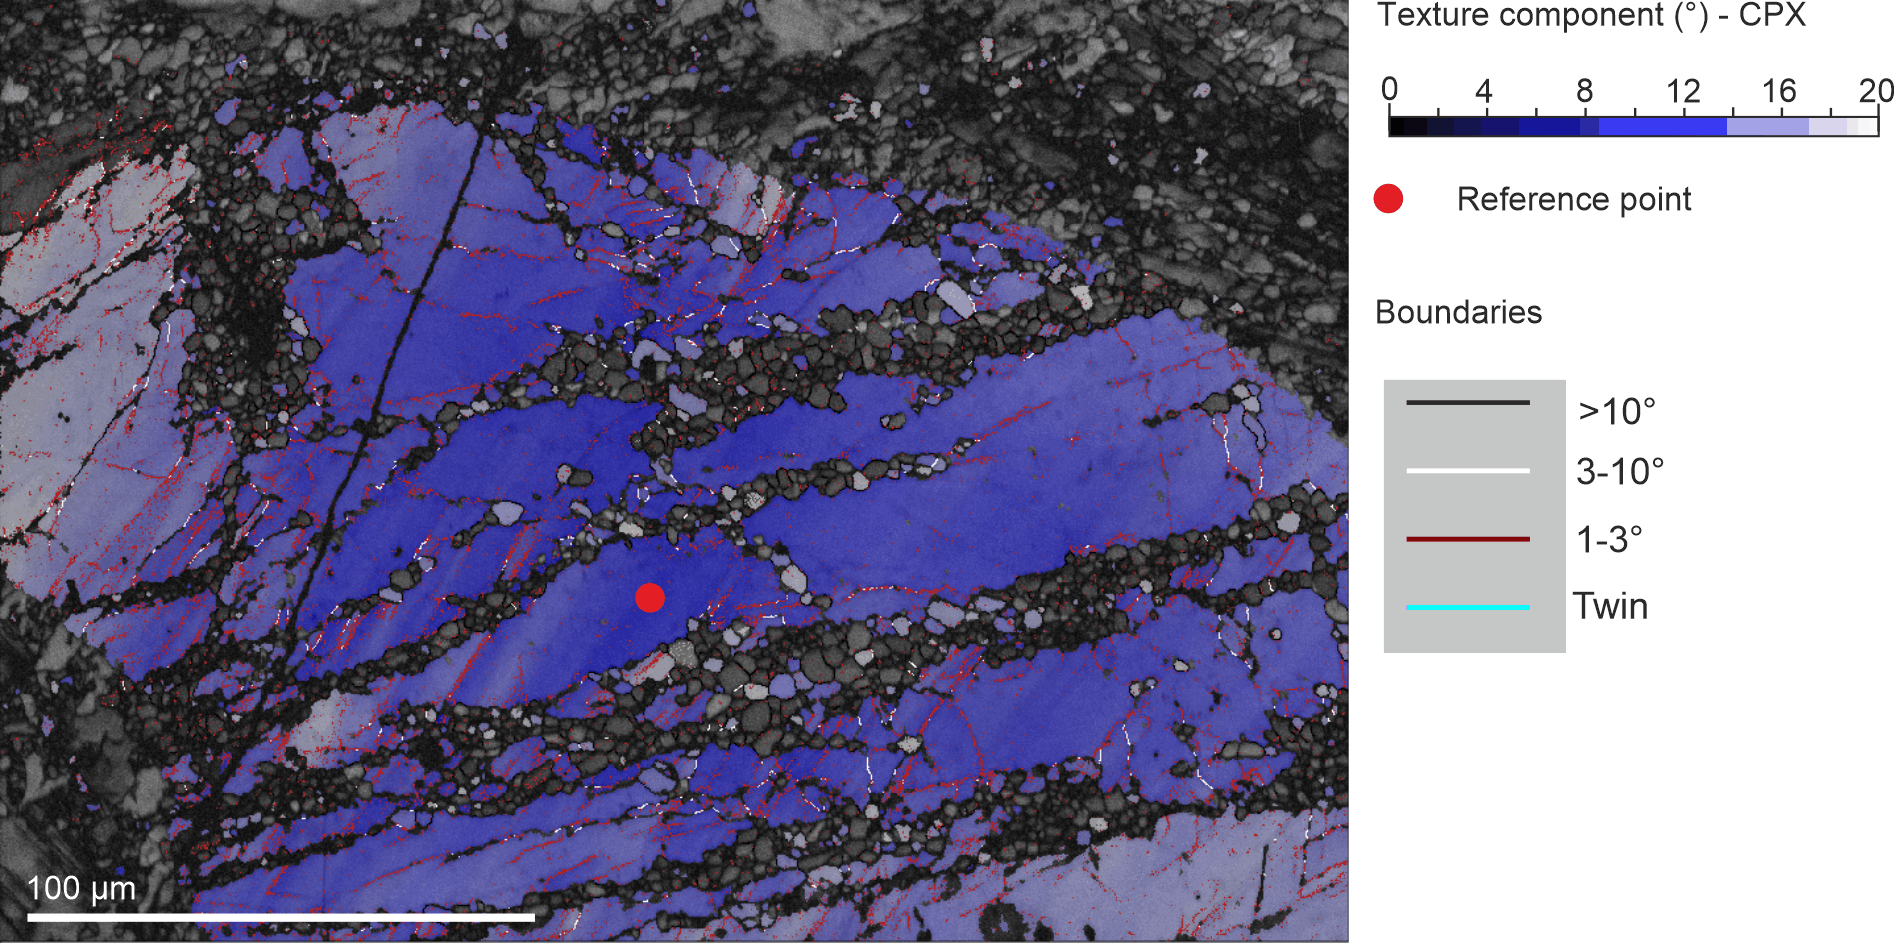 Texture component (°) - CPX
0 4 8 12 16 20
Reference point
Boundaries
>10°
3-10°
1-3°
Twin
100 µm